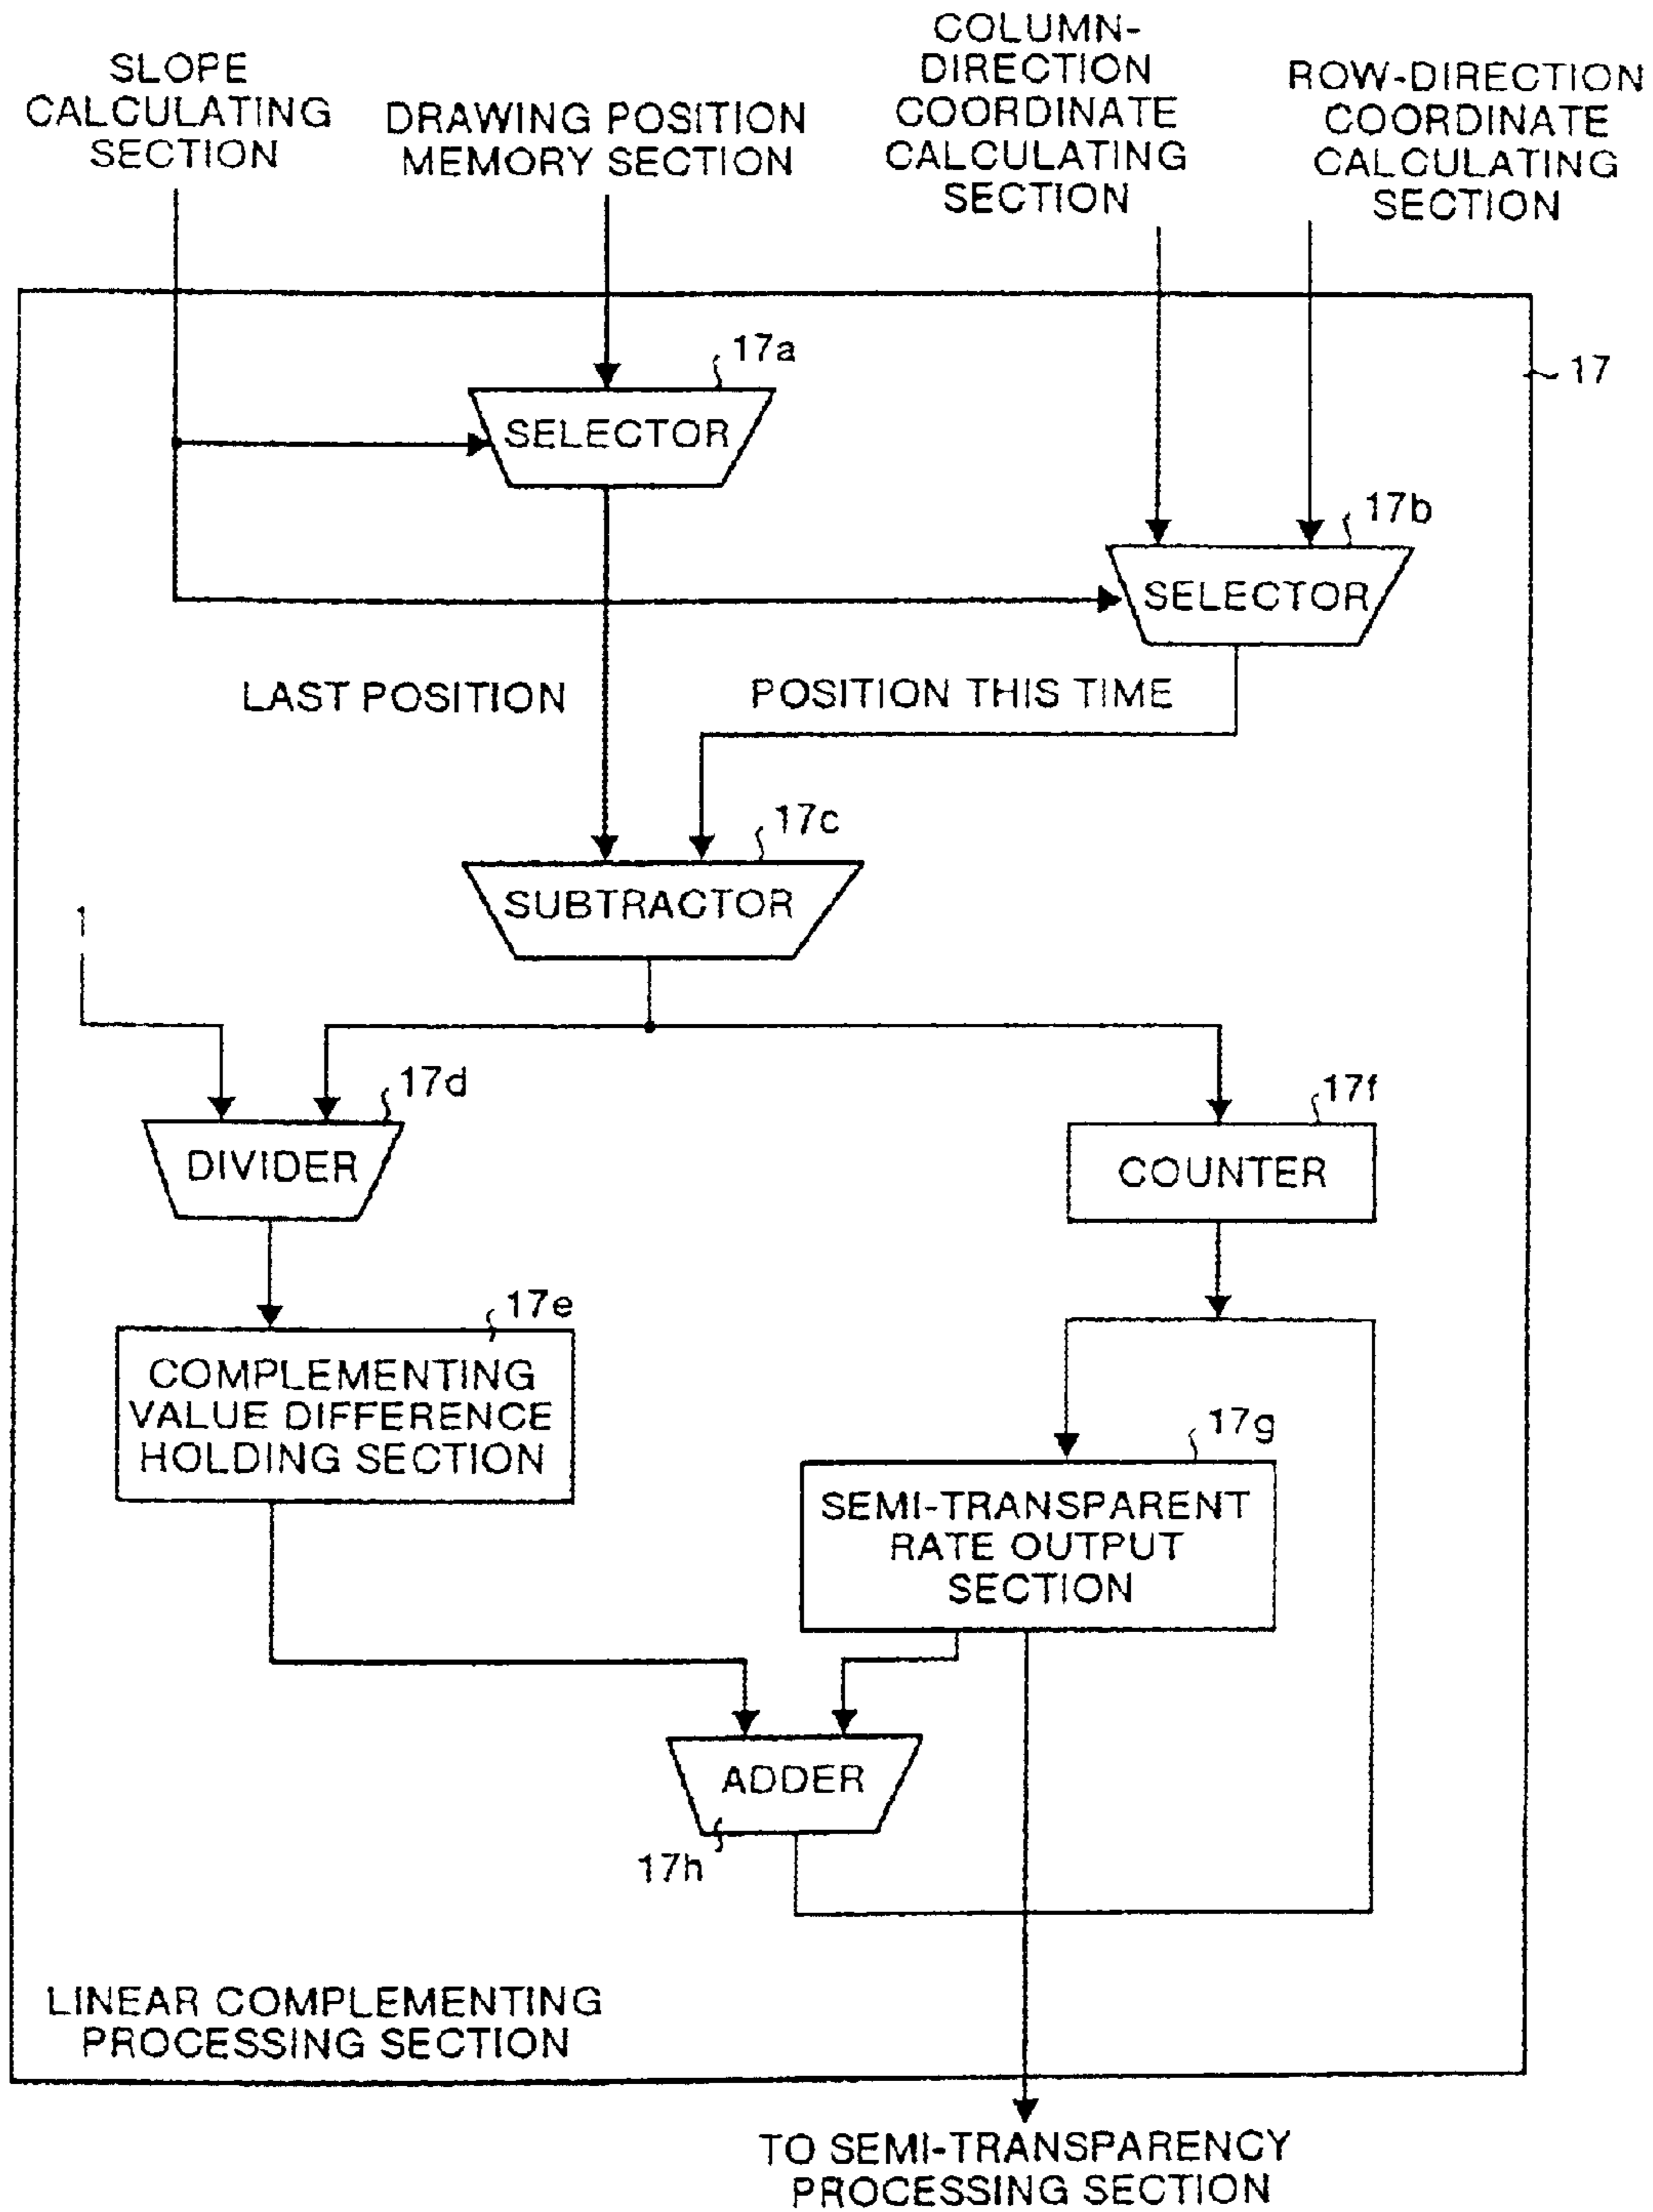 SLOPE
CALCULATING
SECTION
DRAWING POSITION
MEMORY SECTION
COLUMN-
DIRECTION
COORDINATE
CALCULATING
SECTION
ROW-DIRECTION
COORDINATE
CALCULATING
SECTION
17a
17
SELECTOR
17b
SELECTOR
LAST POSITION
POSITION THIS TIME
17c
SUBTRACTOR
1
17d
DIVIDER
17f
COUNTER
17e
COMPLEMENTING
VALUE DIFFERENCE
HOLDING SECTION
17g
SEMI-TRANSPARENT
RATE OUTPUT
SECTION
ADDER
17h
LINEAR COMPLEMENTING
PROCESSING SECTION
TO SEMI-TRANSPARENCY
PROCESSING SECTION